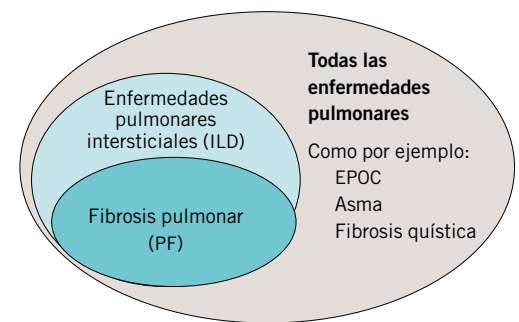 Todas las
enfermedades
pulmonares
Como por ejemplo:
EPOC
Asma
Fibrosis quística
Enfermedades
pulmonares
intersticiales (ILD)
Fibrosis pulmonar
(PF)